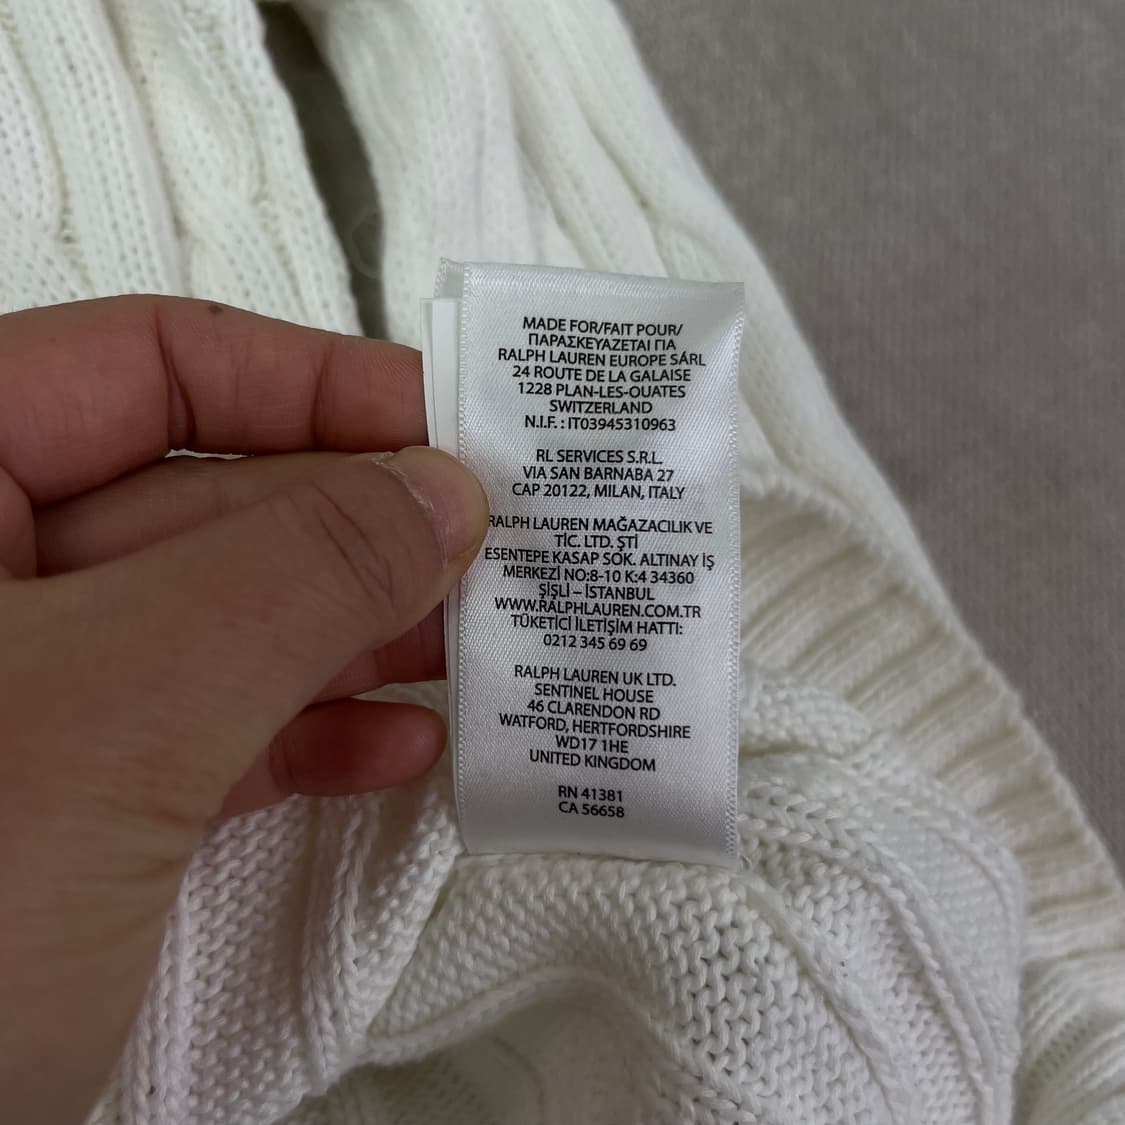 MADE FOR/FAIT POUR/
ΠΑΡΑΣΚΕΥΑΖΕΤΑΙ ΓΙΑ
RALPH LAUREN EUROPE SÁRL
24 ROUTE DE LA GALAISE
1228 PLAN-LES-OUATES
SWITZERLAND
N.I.F. : IT03945310963
RL SERVICES S.R.L.
VIA SAN BARNABA 27
CAP 20122, MILAN, ITALY
RALPH LAUREN MAĞAZACILIK VE
TİC. LTD. ŞTİ
ESENTEPE KASAP SOK. ALTINAY İŞ
MERKEZİ NO:8-10 K:4 34360
ŞİŞLİ – İSTANBUL
WWW.RALPHLAUREN.COM.TR
TÜKETİCİ İLETİŞİM HATTI:
0212 345 69 69
RALPH LAUREN UK LTD.
SENTINEL HOUSE
46 CLARENDON RD
WATFORD, HERTFORDSHIRE
WD17 1HE
UNITED KINGDOM
RN 41381
CA 56658